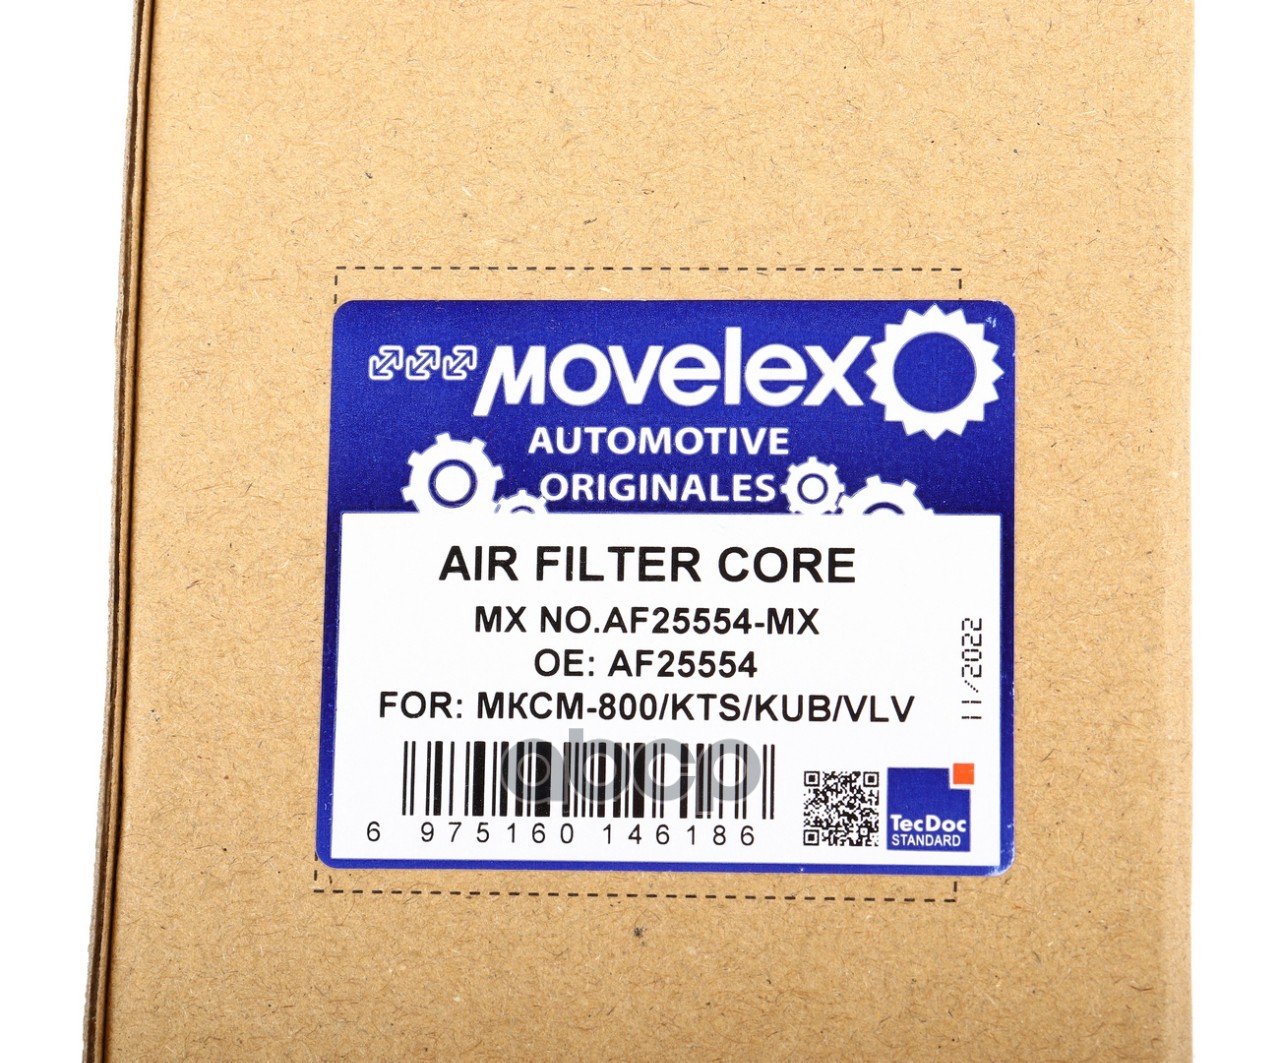 MOVelex
AUTOMOTIVE
ORIGINALES
AIR FILTER CORE
MX NO.AF25554-MX
OE: AF25554
FOR: MKCM-800/KTS/KUB/VLV
11/2022
abcp
6 975160 146186
TecDoc
STANDARD